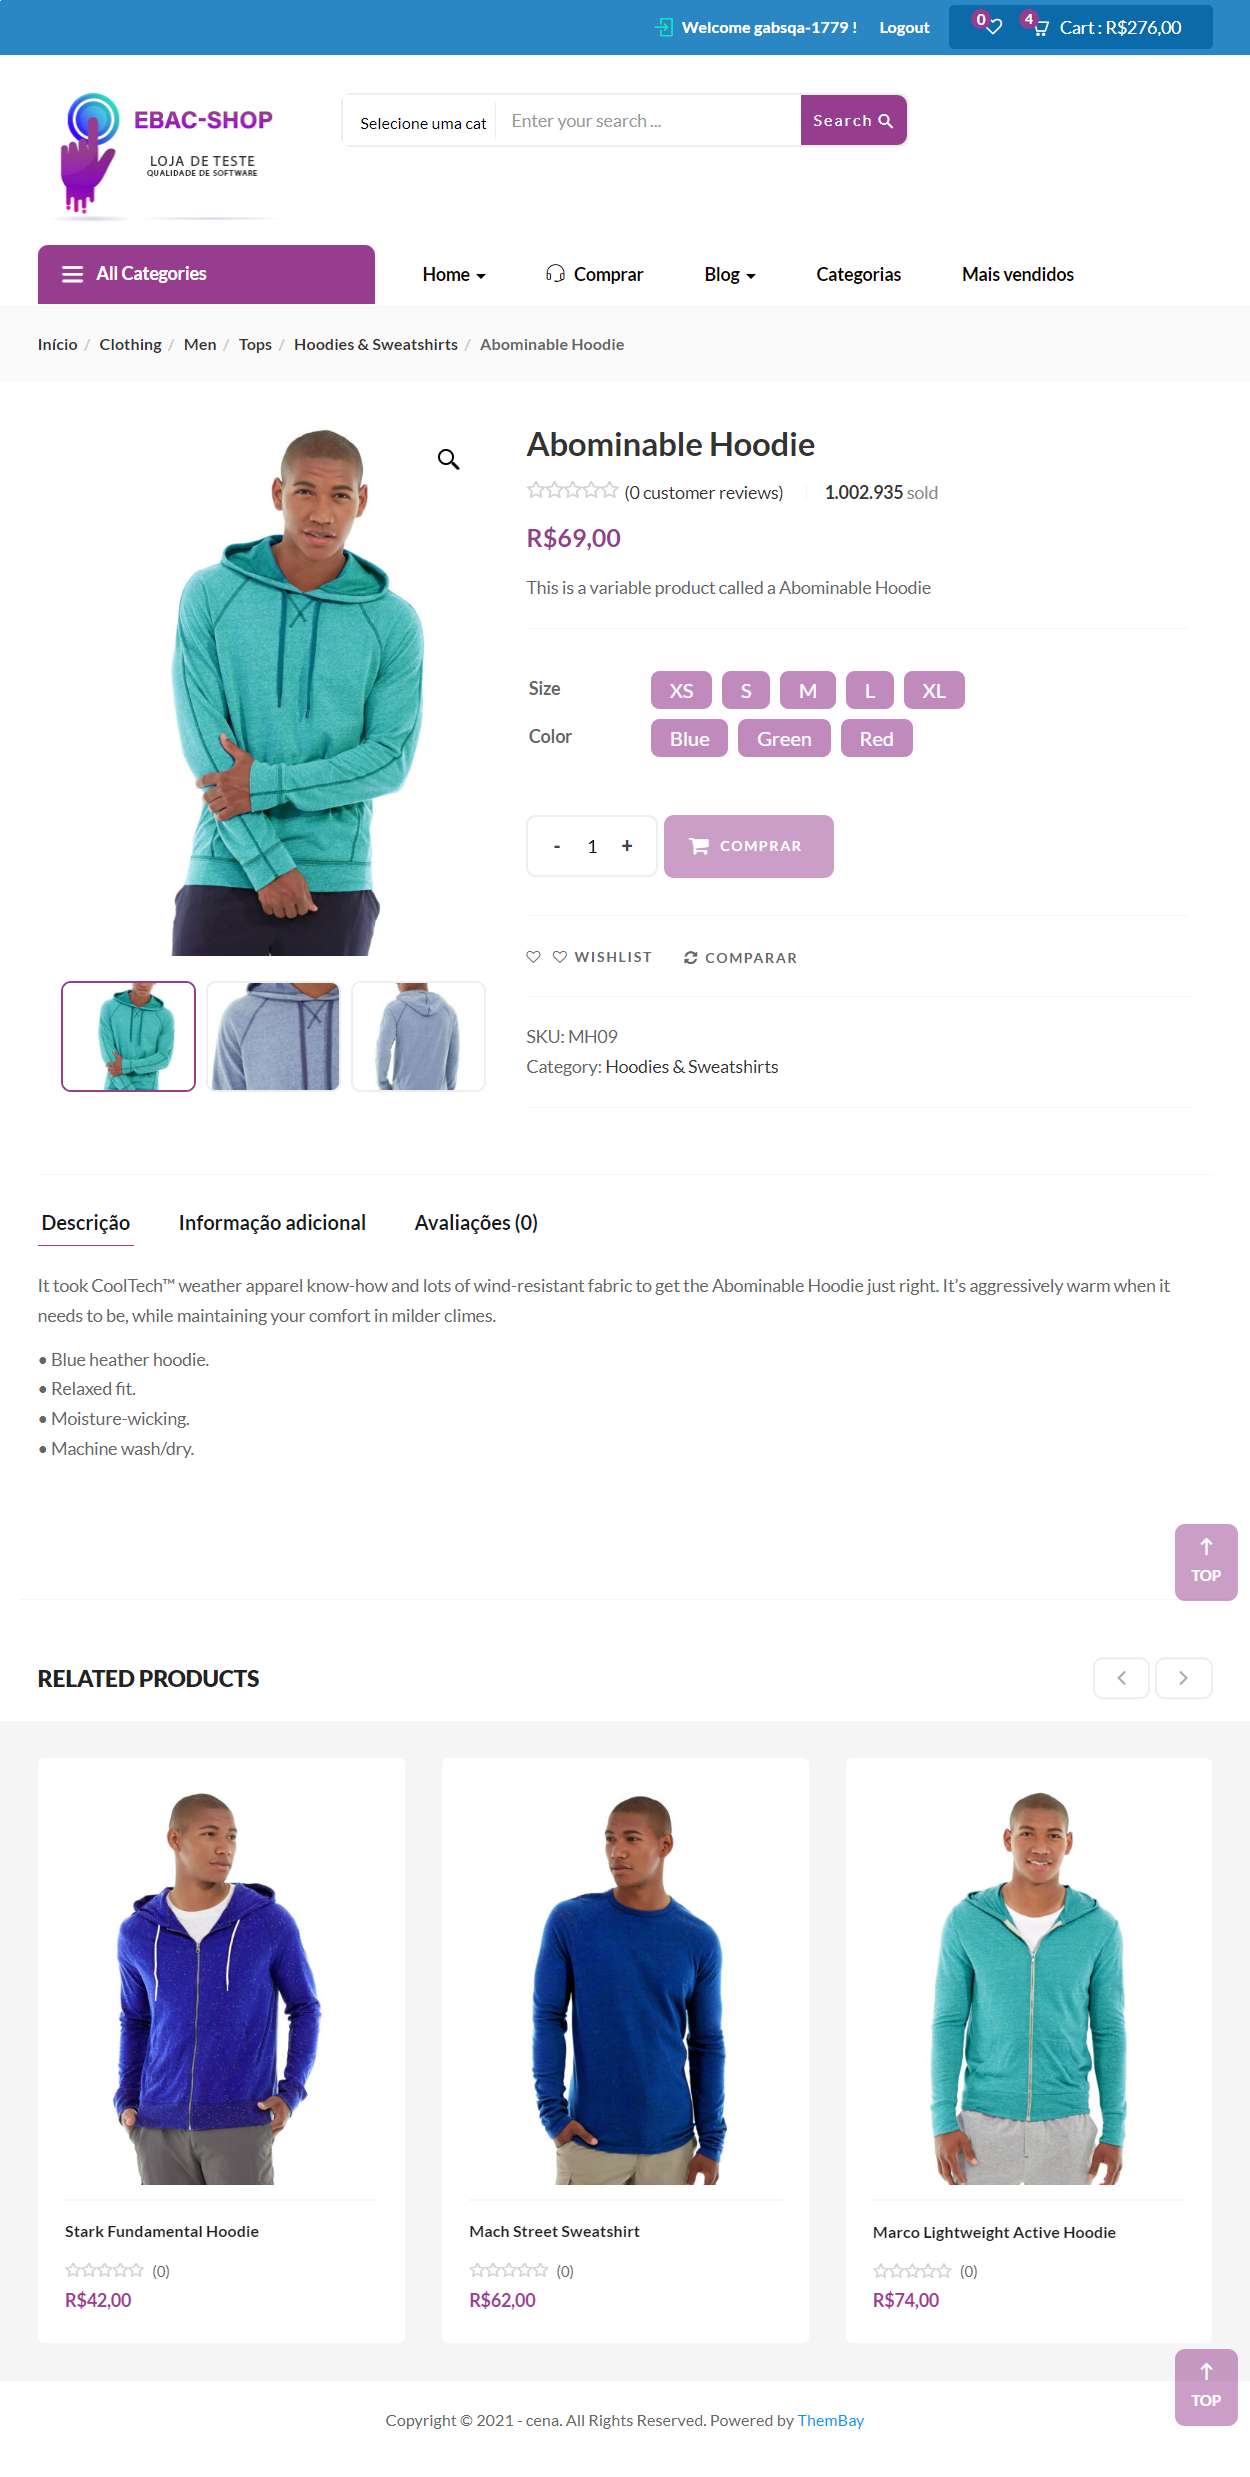 Welcome gabsqa-1779 ! Logout 0 4 Cart : R$276,00
EBAC-SHOP
LOJA DE TESTE
QUALIDADE DE SOFTWARE
Selecione uma cat Enter your search ... Search
All Categories Home Comprar Blog Categorias Mais vendidos
Início / Clothing / Men / Tops / Hoodies & Sweatshirts / Abominable Hoodie
Abominable Hoodie
(0 customer reviews) 1.002.935 sold
R$69,00
This is a variable product called a Abominable Hoodie
Size XS S M L XL
Color Blue Green Red
- 1 + COMPRAR
WISHLIST COMPARAR
SKU: MH09
Category: Hoodies & Sweatshirts
Descrição Informação adicional Avaliações (0)
It took CoolTech™ weather apparel know-how and lots of wind-resistant fabric to get the Abominable Hoodie just right. It’s aggressively warm when it
needs to be, while maintaining your comfort in milder climes.
• Blue heather hoodie.
• Relaxed fit.
• Moisture-wicking.
• Machine wash/dry.
TOP
RELATED PRODUCTS
Stark Fundamental Hoodie
(0)
R$42,00
Mach Street Sweatshirt
(0)
R$62,00
Marco Lightweight Active Hoodie
(0)
R$74,00
TOP
Copyright © 2021 - cena. All Rights Reserved. Powered by ThemBay